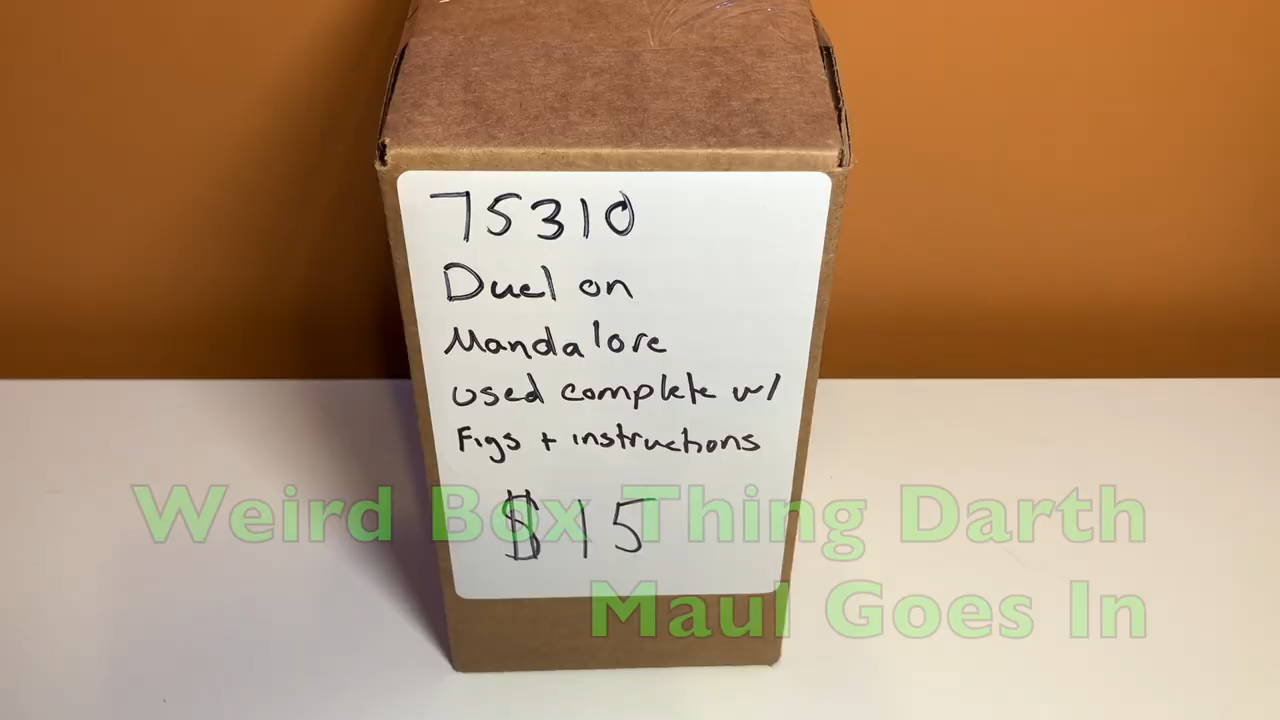 75310
Duel on
Mandalore
used complete w/
Figs + instructions
$15
Weird Box Thing Darth
Maul Goes In